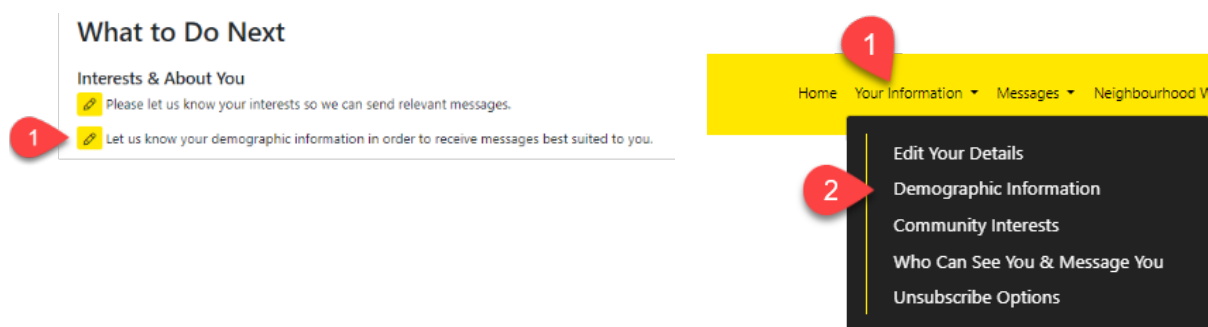 What to Do Next
Interests & About You
Please let us know your interests so we can send relevant messages.
1
Let us know your demographic information in order to receive messages best suited to you.
1
Home Your Information Messages Neighbourhood W
Edit Your Details
2
Demographic Information
Community Interests
Who Can See You & Message You
Unsubscribe Options